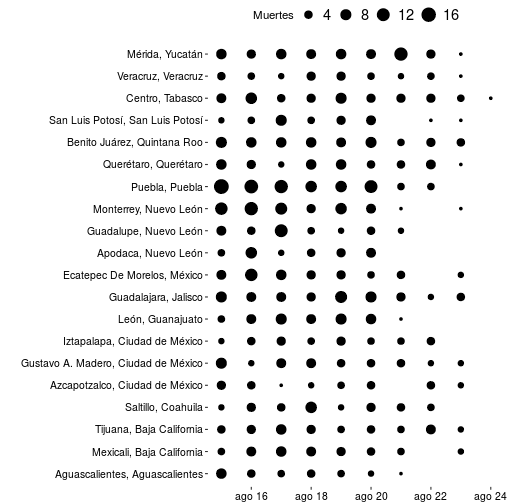 Muertes 4 8 12 16
Mérida, Yucatán
Veracruz, Veracruz
Centro, Tabasco
San Luis Potosí, San Luis Potosí
Benito Juárez, Quintana Roo
Querétaro, Querétaro
Puebla, Puebla
Monterrey, Nuevo León
Guadalupe, Nuevo León
Apodaca, Nuevo León
Ecatepec De Morelos, México
Guadalajara, Jalisco
León, Guanajuato
Iztapalapa, Ciudad de México
Gustavo A. Madero, Ciudad de México
Azcapotzalco, Ciudad de México
Saltillo, Coahuila
Tijuana, Baja California
Mexicali, Baja California
Aguascalientes, Aguascalientes
ago 16 ago 18 ago 20 ago 22 ago 24